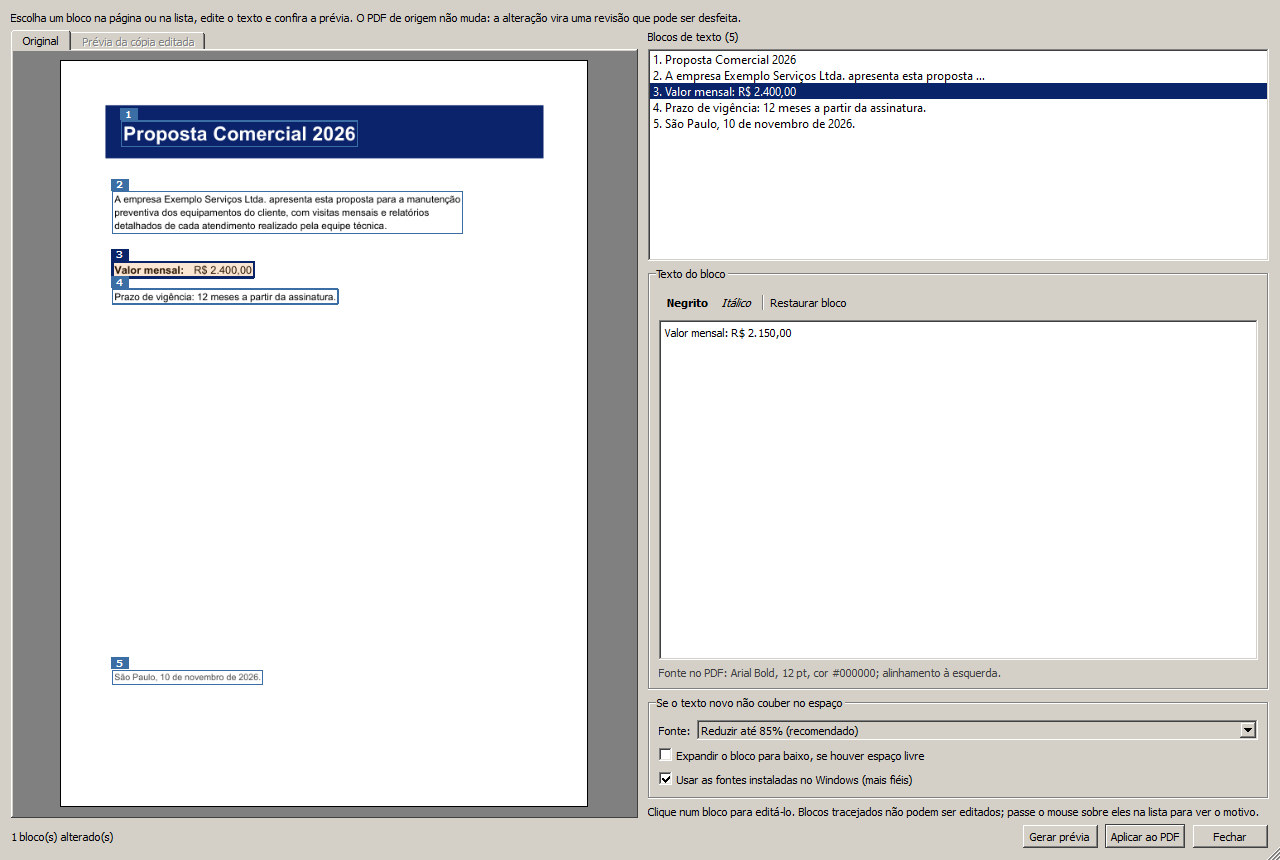 Escolha um bloco na página ou na lista, edite o texto e confira a prévia. O PDF de origem não muda: a alteração vira uma revisão que pode ser desfeita.
Original
Prévia da cópia editada
1
Proposta Comercial 2026
2
A empresa Exemplo Serviços Ltda. apresenta esta proposta para a manutenção
preventiva dos equipamentos do cliente, com visitas mensais e relatórios
detalhados de cada atendimento realizado pela equipe técnica.
3
Valor mensal: R$ 2.400,00
4
Prazo de vigência: 12 meses a partir da assinatura.
5
São Paulo, 10 de novembro de 2026.
1 bloco(s) alterado(s)
Blocos de texto (5)
1. Proposta Comercial 2026
2. A empresa Exemplo Serviços Ltda. apresenta esta proposta ...
3. Valor mensal: R$ 2.400,00
4. Prazo de vigência: 12 meses a partir da assinatura.
5. São Paulo, 10 de novembro de 2026.
Texto do bloco
Negrito Itálico Restaurar bloco
Valor mensal: R$ 2.150,00
Fonte no PDF: Arial Bold, 12 pt, cor #000000; alinhamento à esquerda.
Se o texto novo não couber no espaço
Fonte: Reduzir até 85% (recomendado)
Expandir o bloco para baixo, se houver espaço livre
Usar as fontes instaladas no Windows (mais fiéis)
Clique num bloco para editá-lo. Blocos tracejados não podem ser editados; passe o mouse sobre eles na lista para ver o motivo.
Gerar prévia Aplicar ao PDF Fechar